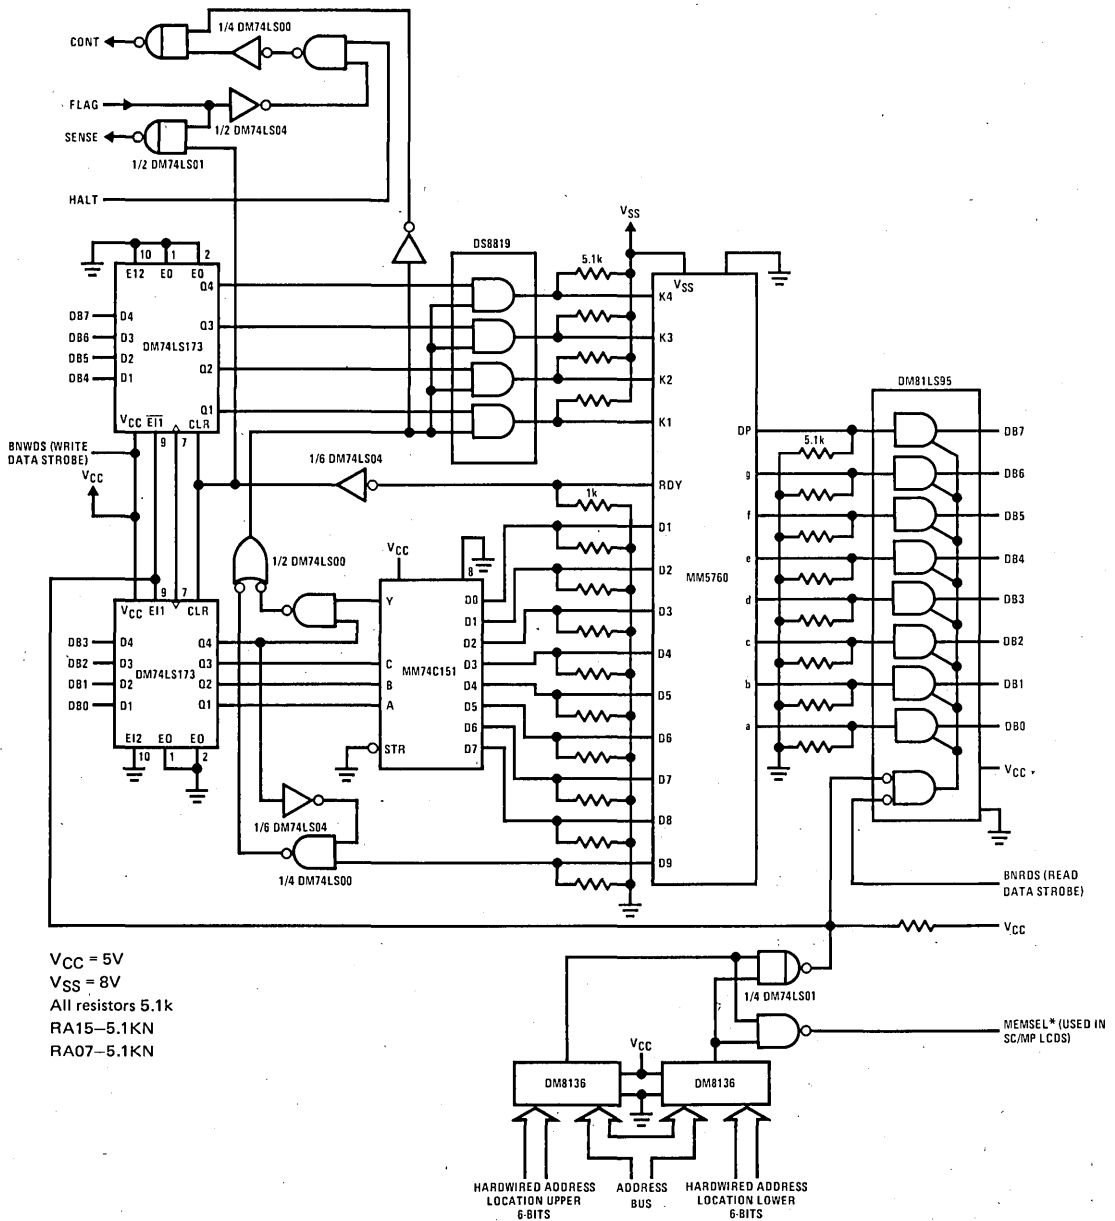 1/4 DM74LS00
CONT
FLAG
1/2 DM74LS04
SENSE
1/2 DM74LS01
HALT
VSS
DS8819
5.1k
VSS
10 1 2
EI2 EO EO
Q4
K4
DB7 D4
DB6 D3
Q3
K3
DM74LS173
DB5 D2
Q2
K2
DB4 D1
DM81LS95
Q1
VCC EI1 CLR
K1
9 7
BNWDS (WRITE
DATA STROBE)
DP
DB7
5.1k
1/6 DM74LS04
VCC
RDY
g
DB6
1k
D1
f
DB5
1/2 DM74LS00
VCC
8
e
DB4
D2
MM5760
9 7
VCC EI1 CLR
Y
D0
D1
D3
d
DB3
DB3 D4
Q4
D2
DB2 D3
Q3
C
D3
D4
c
DB2
DM74LS173
MM74C151
DB1 D2
Q2
B
D4
D5
b
DB1
DB0 D1
Q1
A
D5
D6
a
DB0
EI2 EO EO
10 1 2
STR
D6
D7
D7
VCC
D8
1/6 DM74LS04
D9
1/4 DM74LS00
BNRDS (READ
DATA STROBE)
VCC
VCC = 5V
VSS = 8V
All resistors 5.1k
RA15–5.1KN
RA07–5.1KN
1/4 DM74LS01
MEMSEL* (USED IN
SC/MP LCDS)
VCC
DM8136
DM8136
HARDWIRED ADDRESS
LOCATION UPPER
6-BITS
ADDRESS
BUS
HARDWIRED ADDRESS
LOCATION LOWER
6-BITS